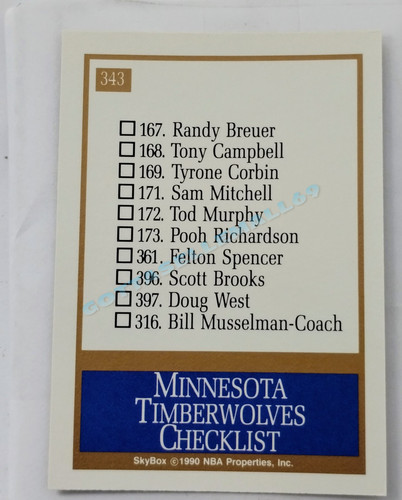 343
167. Randy Breuer
168. Tony Campbell
169. Tyrone Corbin
171. Sam Mitchell
172. Tod Murphy
173. Pooh Richardson
361. Felton Spencer
396. Scott Brooks
397. Doug West
316. Bill Musselman-Coach
MINNESOTA
TIMBERWOLVES
CHECKLIST
SkyBox ©1990 NBA Properties, Inc.